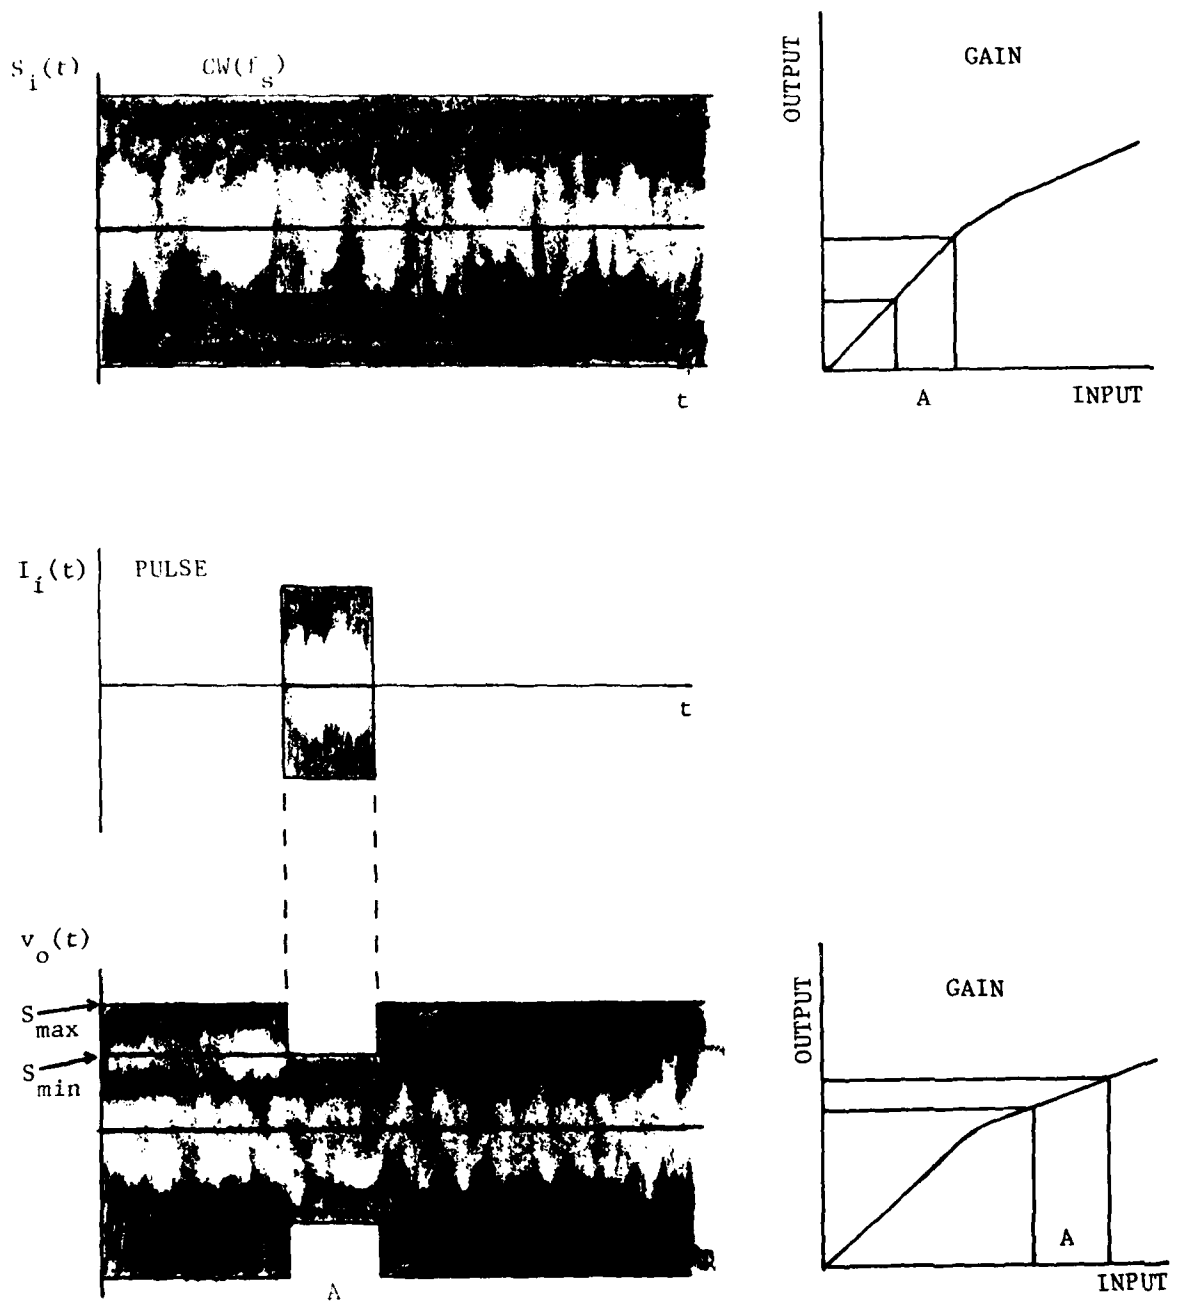 S_i(t)
CW(f_s)
t
OUTPUT
GAIN
A
INPUT
I_i(t)
PULSE
t
v_o(t)
S_max
S_min
A
OUTPUT
GAIN
A
INPUT